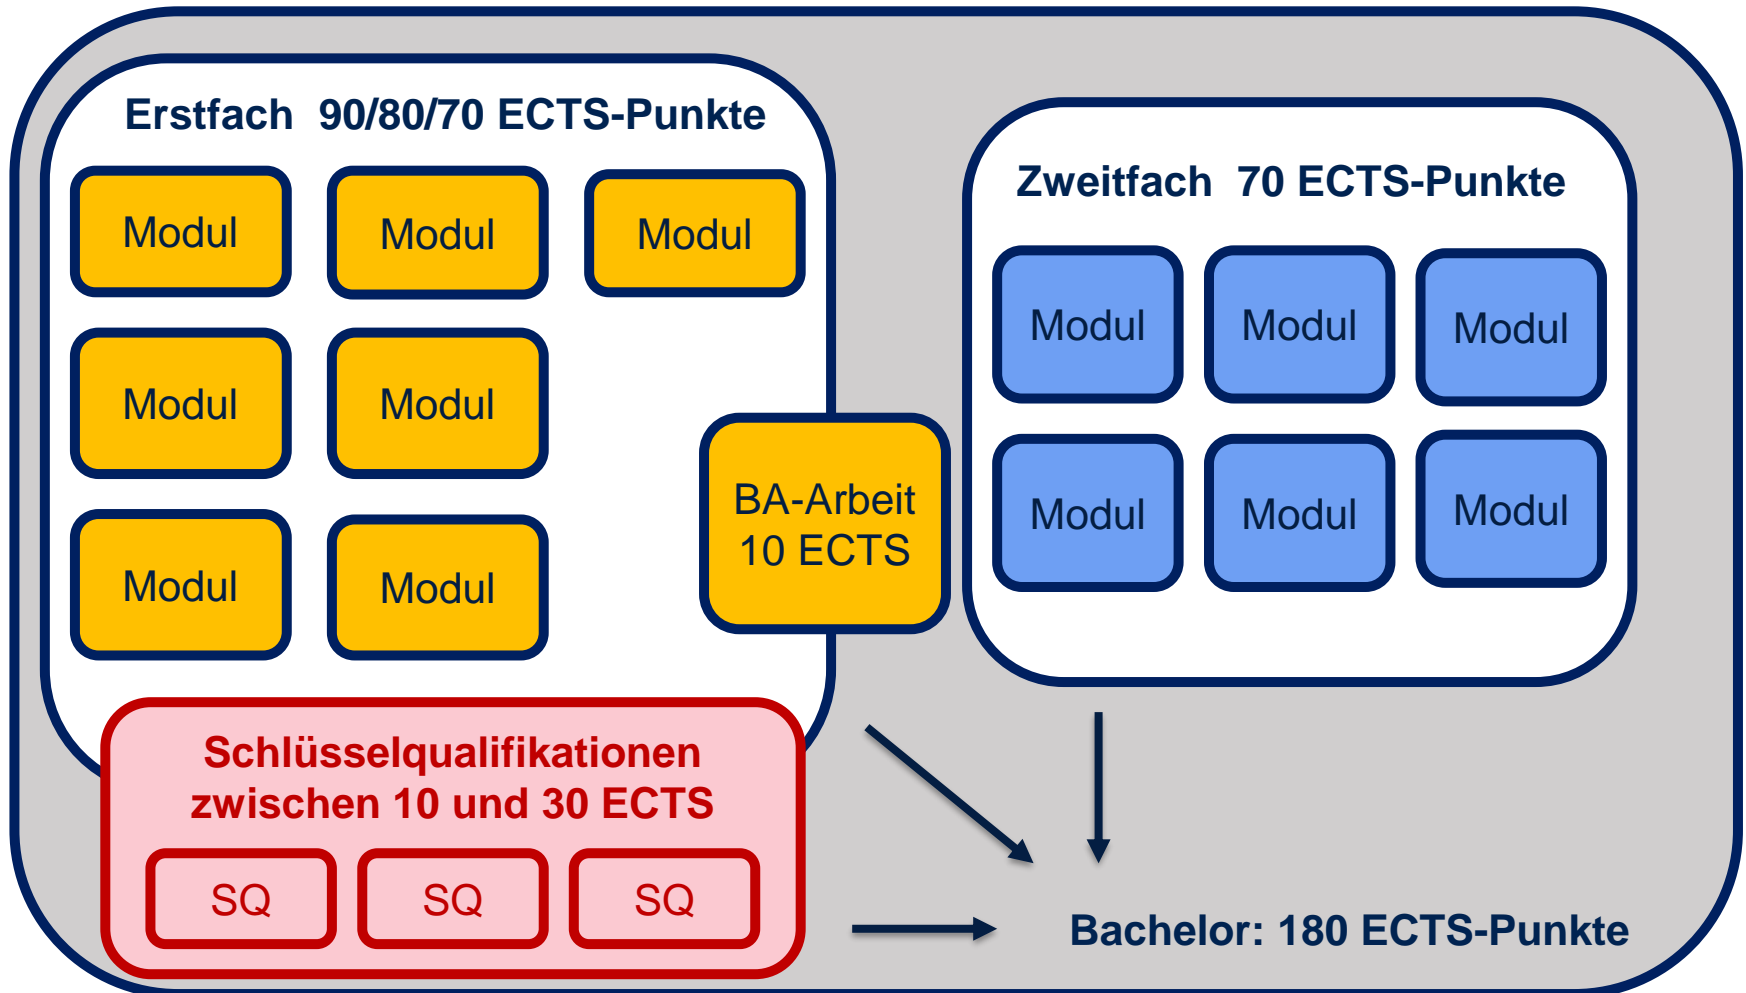 Erstfach 90/80/70 ECTS-Punkte
Modul
Modul
Modul
Modul
Modul
Modul
Modul
BA-Arbeit
10 ECTS
Zweitfach 70 ECTS-Punkte
Modul
Modul
Modul
Modul
Modul
Modul
Schlüsselqualifikationen
zwischen 10 und 30 ECTS
SQ
SQ
SQ
Bachelor: 180 ECTS-Punkte